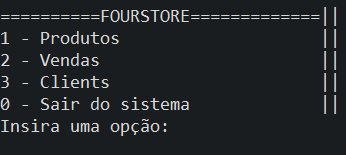 ==========FOURSTORE=============||
1 - Produtos                    ||
2 - Vendas                      ||
3 - Clients                     ||
0 - Sair do sistema             ||
Insira uma opção: